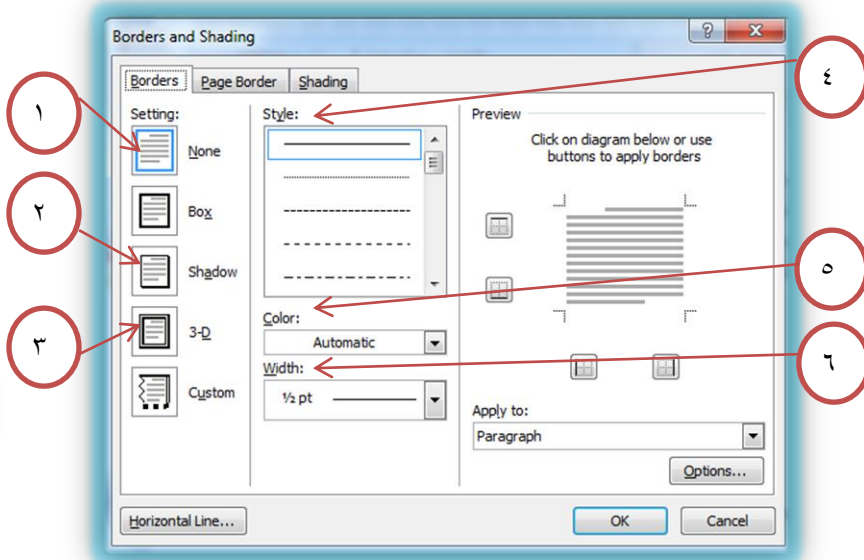 Borders and Shading
Borders Page Border Shading
Setting:
None
Box
Shadow
3-D
Custom
Style:
Color:
Automatic
Width:
½ pt
Preview
Click on diagram below or use
buttons to apply borders
Apply to:
Paragraph
Options...
Horizontal Line...
OK
Cancel
١
٢
٣
٤
٥
٦